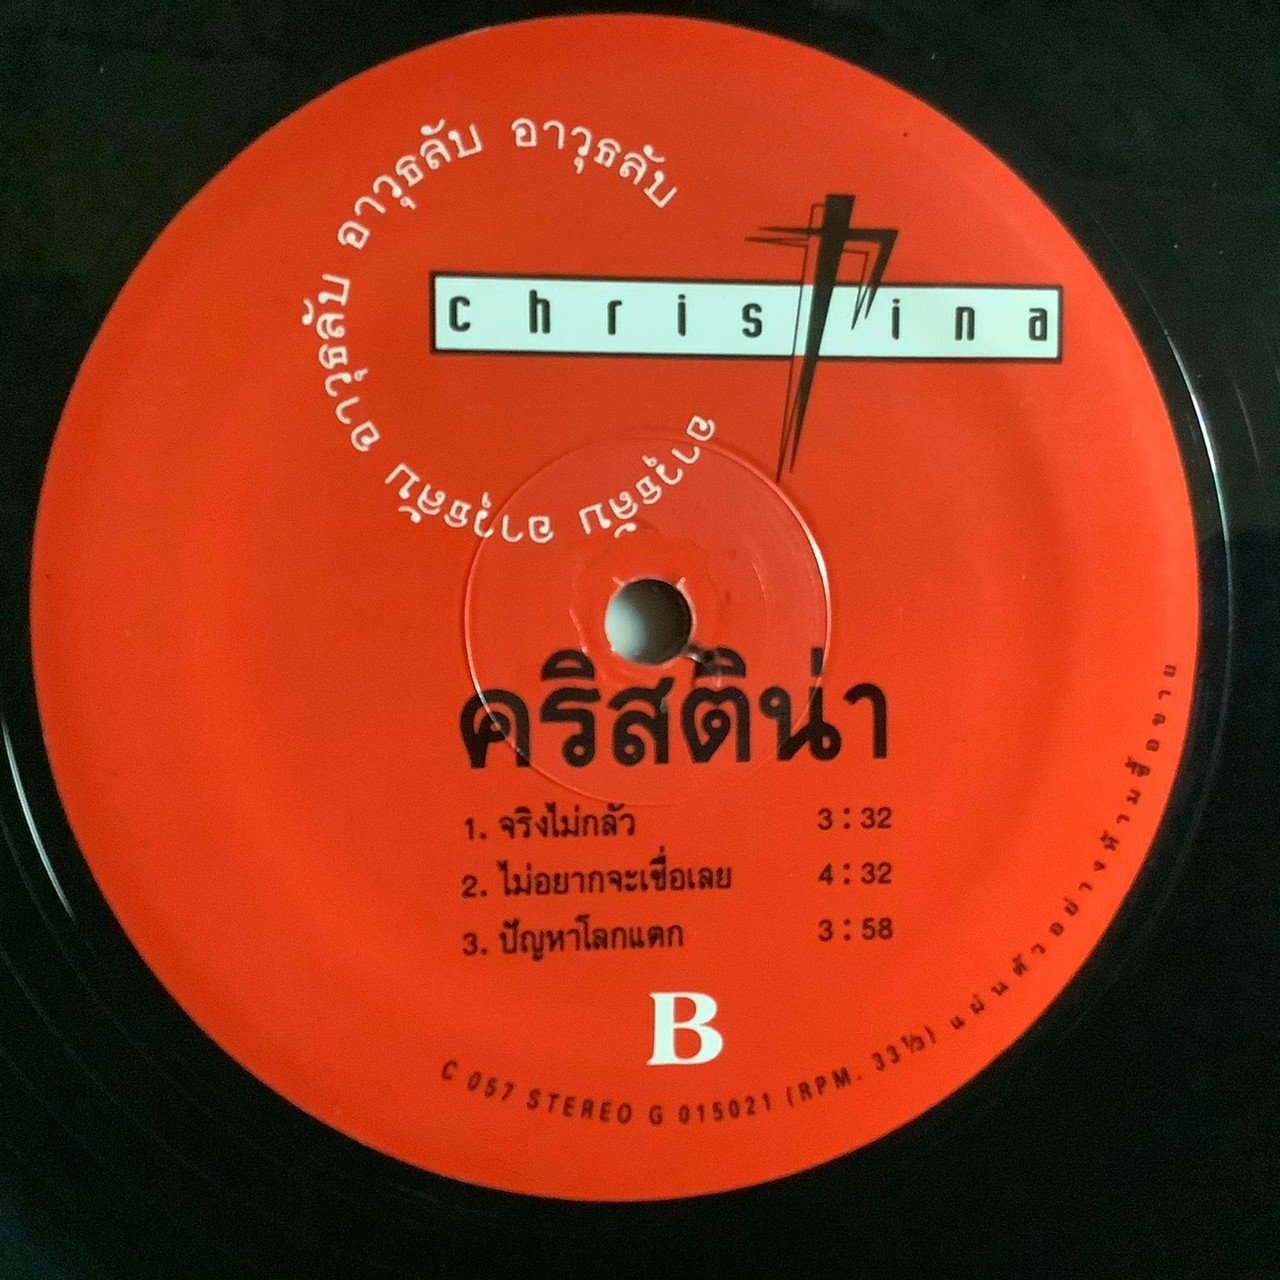 อาวุธลับ อาวุธลับ อาวุธลับ อาวุธลับ อาวุธลับ
christina
คริสติน่า
1. จริงไม่กลัว 3:32
2. ไม่อยากจะเชื่อเลย 4:32
3. ปัญหาโลกแตก 3:58
B
C 057 STEREO G 015021 (RPM. 33⅓) แผ่นตัวอย่างห้ามซื้อขาย